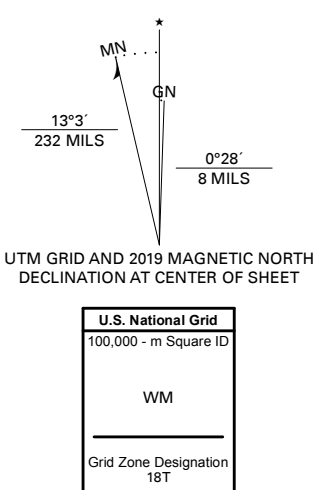 ★
MN
GN
13°3´
232 MILS
0°28´
8 MILS
UTM GRID AND 2019 MAGNETIC NORTH
DECLINATION AT CENTER OF SHEET
U.S. National Grid
100,000 - m Square ID
WM
Grid Zone Designation
18T